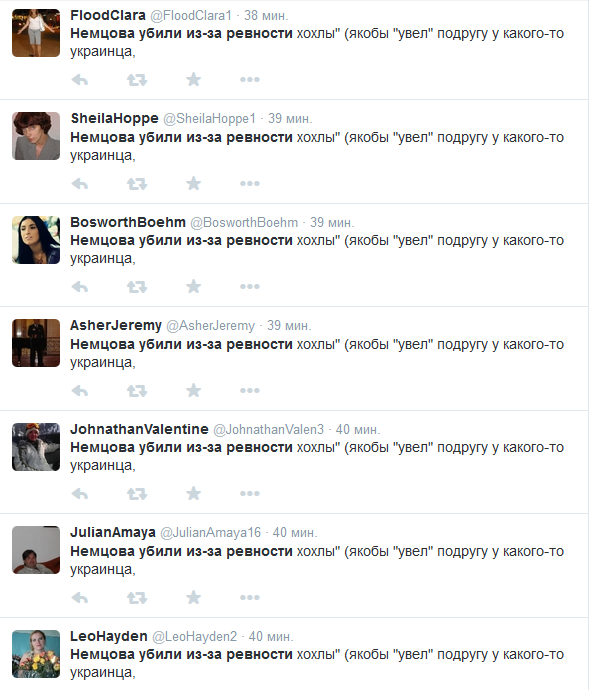 FloodClara @FloodClara1 · 38 мин.
Немцова убили из-за ревности хохлы" (якобы "увел" подругу у какого-то
украинца,
SheilaHoppe @SheilaHoppe1 · 39 мин.
Немцова убили из-за ревности хохлы" (якобы "увел" подругу у какого-то
украинца,
BosworthBoehm @BosworthBoehm · 39 мин.
Немцова убили из-за ревности хохлы" (якобы "увел" подругу у какого-то
украинца,
AsherJeremy @AsherJeremy · 39 мин.
Немцова убили из-за ревности хохлы" (якобы "увел" подругу у какого-то
украинца,
JohnathanValentine @JohnathanValen3 · 40 мин.
Немцова убили из-за ревности хохлы" (якобы "увел" подругу у какого-то
украинца,
JulianAmaya @JulianAmaya16 · 40 мин.
Немцова убили из-за ревности хохлы" (якобы "увел" подругу у какого-то
украинца,
LeoHayden @LeoHayden2 · 40 мин.
Немцова убили из-за ревности хохлы" (якобы "увел" подругу у какого-то
украинца,